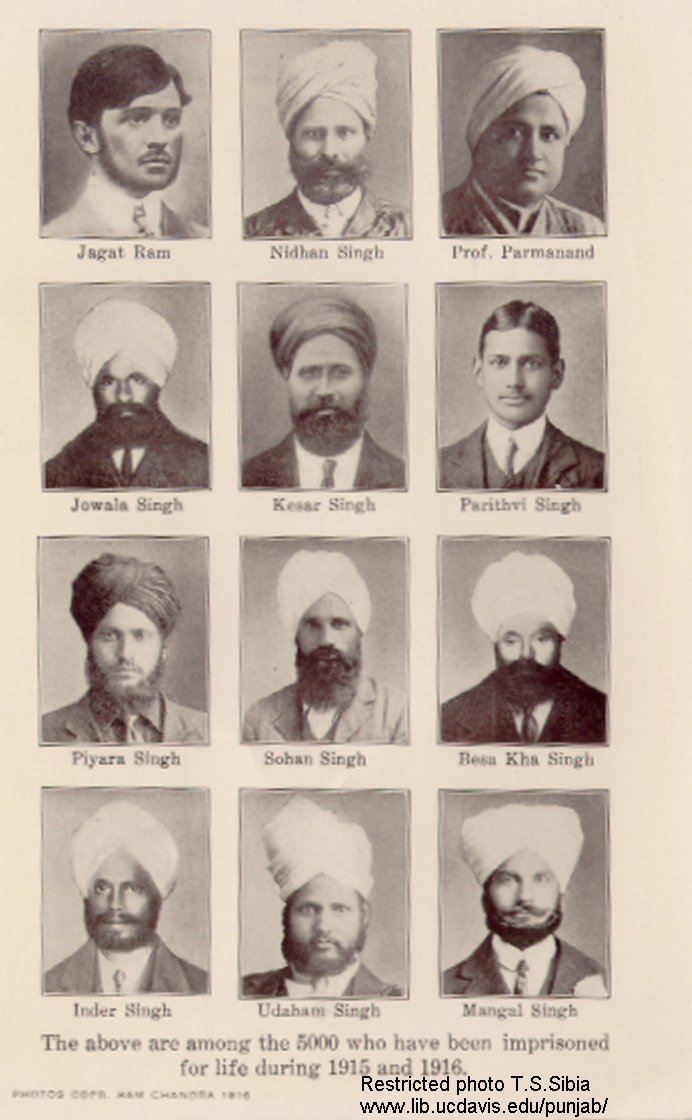 Jagat Ram
Nidhan Singh
Prof. Parmanand
Jowala Singh
Kesar Singh
Parithvi Singh
Piyara Singh
Sohan Singh
Besa Kha Singh
Inder Singh
Udaham Singh
Mangal Singh
The above are among the 5000 who have been imprisoned
for life during 1915 and 1916.
PHOTOS COPR. RAM CHANDRA 1916
Restricted photo T.S.Sibia
www.lib.ucdavis.edu/punjab/